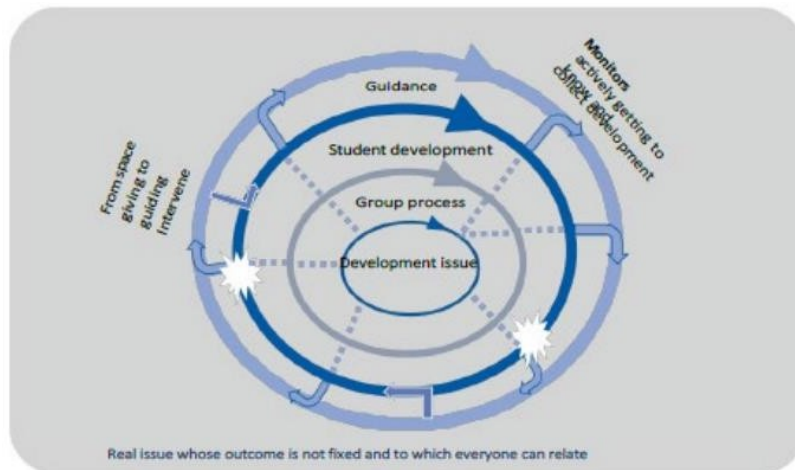 Monitors
actively getting to
know and
collect development
Guidance
Student development
From space
giving to
guiding
Intervene
Group process
Development issue
Real issue whose outcome is not fixed and to which everyone can relate